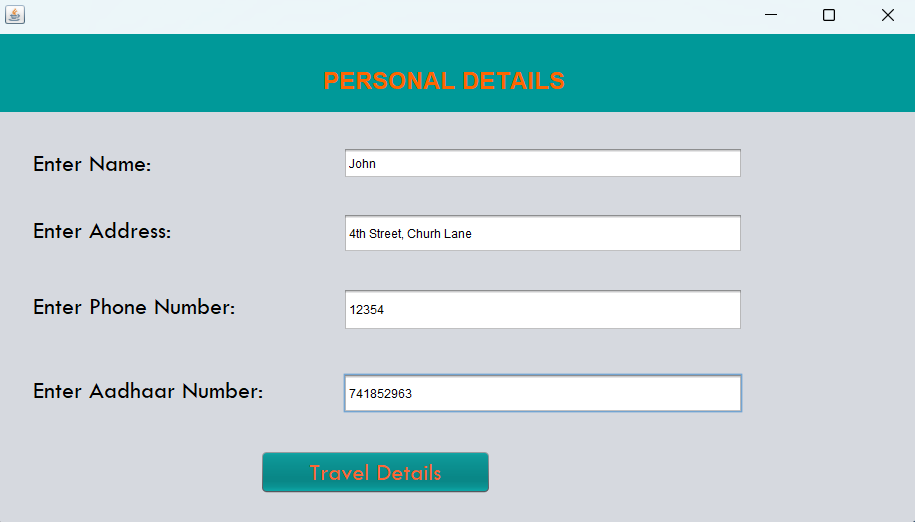 PERSONAL DETAILS
Enter Name: John
Enter Address: 4th Street, Churh Lane
Enter Phone Number: 12354
Enter Aadhaar Number: 741852963
Travel Details